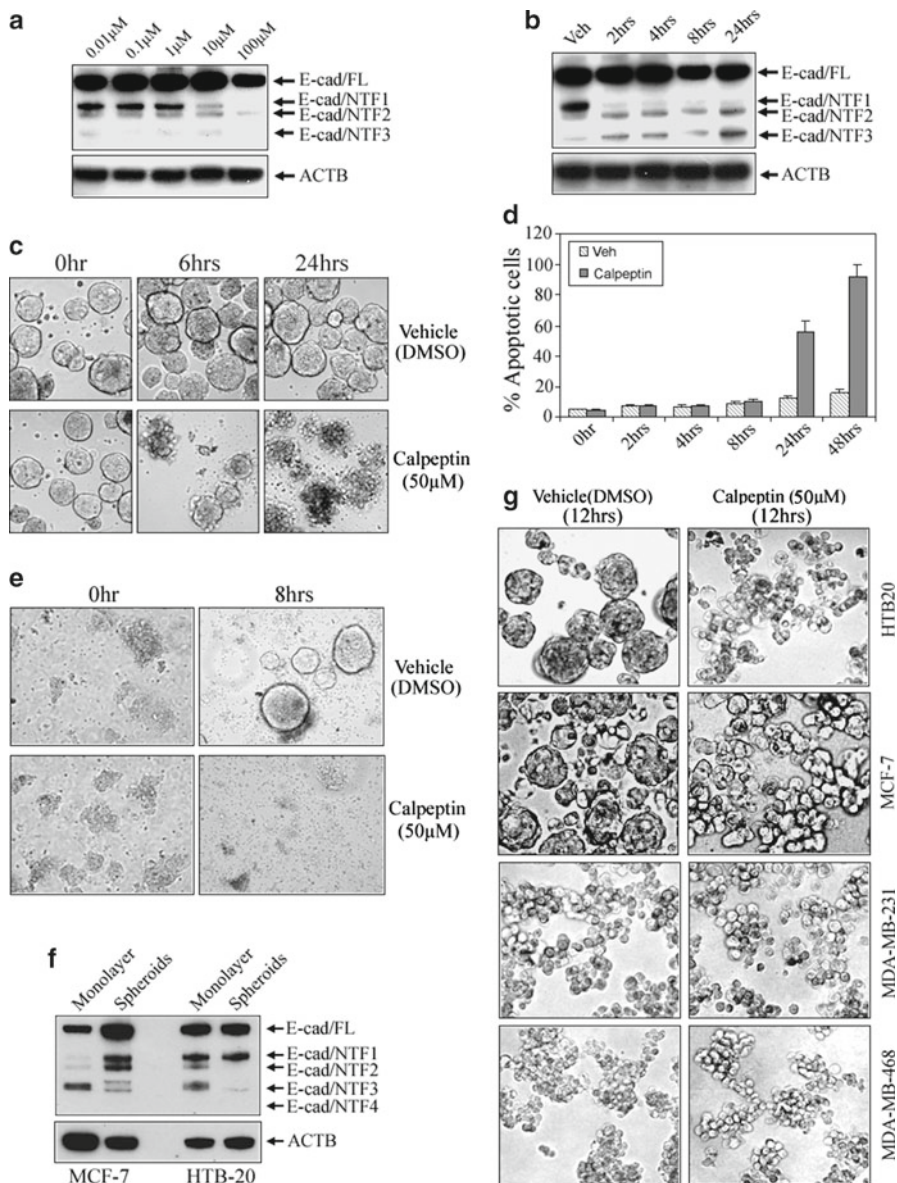 a
0.01μM 0.1μM 1μM 10μM 100μM
E-cad/FL
E-cad/NTF1
E-cad/NTF2
E-cad/NTF3
ACTB
b
Veh 2hrs 4hrs 8hrs 24hrs
E-cad/FL
E-cad/NTF1
E-cad/NTF2
E-cad/NTF3
ACTB
c
0hr 6hrs 24hrs
Vehicle
(DMSO)
Calpeptin
(50μM)
d
% Apoptotic cells
120
100
80
60
40
20
0
Veh
Calpeptin
0hr 2hrs 4hrs 8hrs 24hrs 48hrs
e
0hr 8hrs
Vehicle
(DMSO)
Calpeptin
(50μM)
f
Monolayer Spheroids Monolayer Spheroids
E-cad/FL
E-cad/NTF1
E-cad/NTF2
E-cad/NTF3
E-cad/NTF4
ACTB
MCF-7 HTB-20
g
Vehicle(DMSO) Calpeptin (50μM)
(12hrs) (12hrs)
HTB20
MCF-7
MDA-MB-231
MDA-MB-468